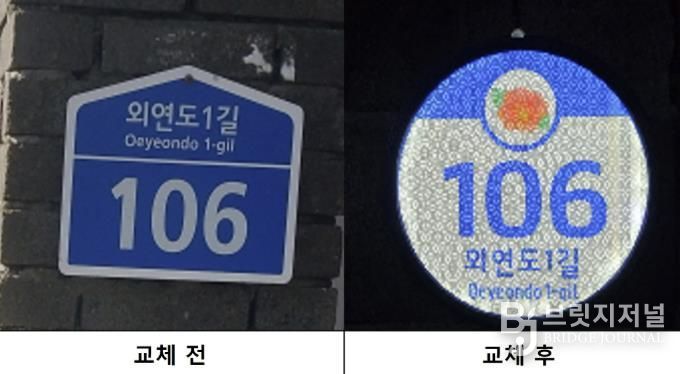 외연도1길
Oeyeondo 1-gil
106
106
외연도1길
Oeyeondo 1-gil
브릿지저널
BRIDGE JOURNAL
교체 전
교체 후